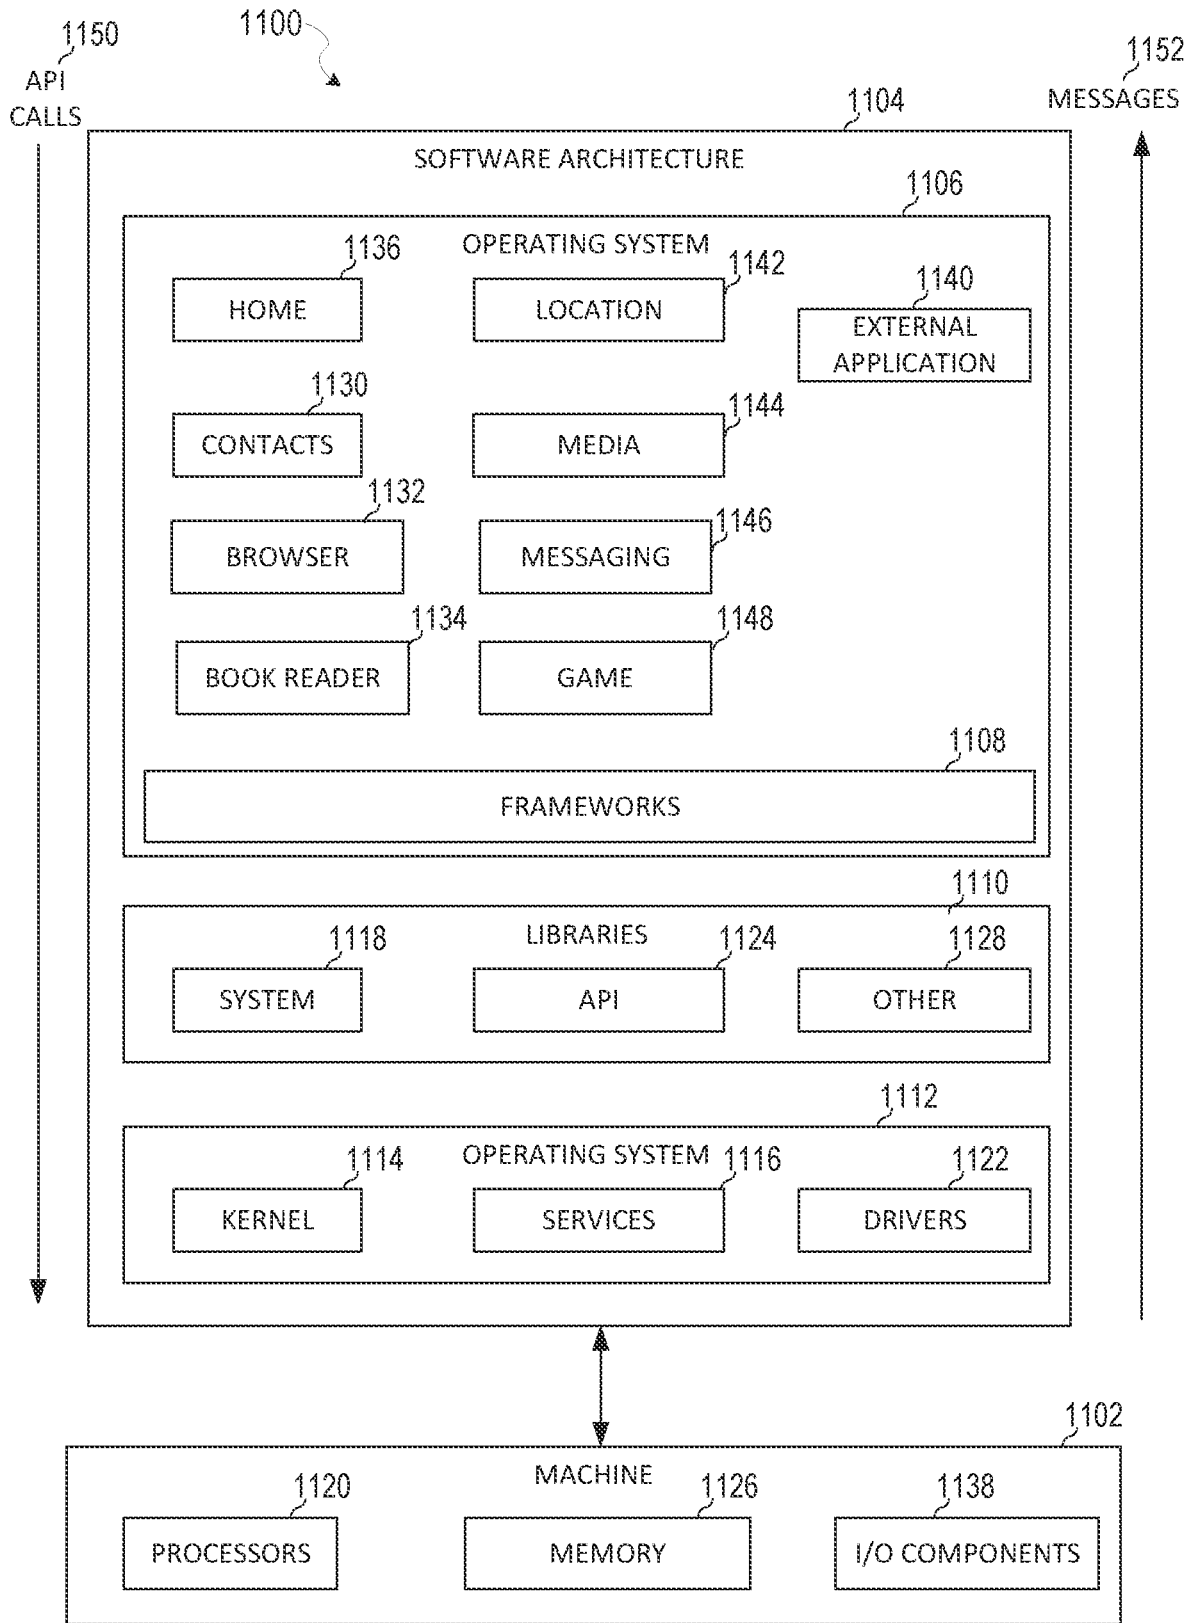 1150
API
CALLS
1100
1152
MESSAGES
1104
SOFTWARE ARCHITECTURE
1106
OPERATING SYSTEM
1136
HOME
1142
LOCATION
1140
EXTERNAL
APPLICATION
1130
CONTACTS
1144
MEDIA
1132
BROWSER
1146
MESSAGING
1134
BOOK READER
1148
GAME
1108
FRAMEWORKS
1110
LIBRARIES
1118
SYSTEM
1124
API
1128
OTHER
1112
OPERATING SYSTEM
1114
KERNEL
1116
SERVICES
1122
DRIVERS
1102
MACHINE
1120
PROCESSORS
1126
MEMORY
1138
I/O COMPONENTS